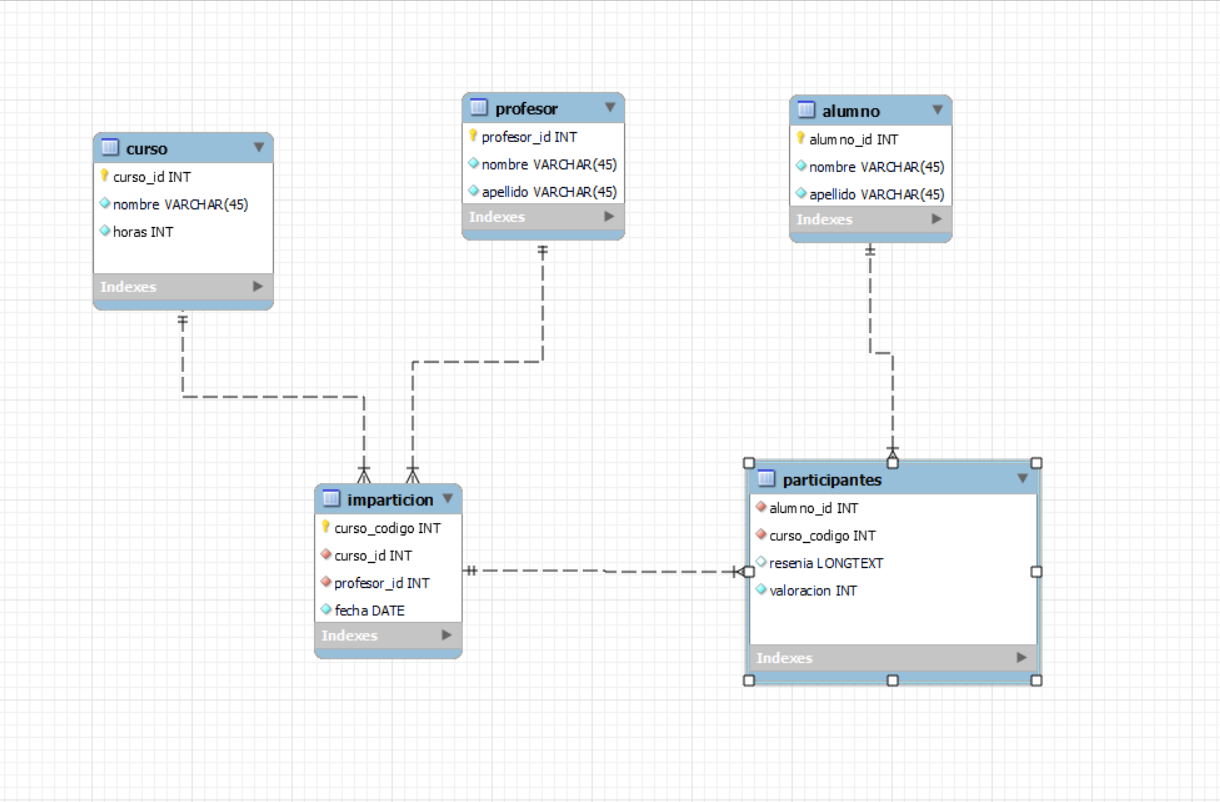 curso
curso_id INT
nombre VARCHAR(45)
horas INT
Indexes
profesor
profesor_id INT
nombre VARCHAR(45)
apellido VARCHAR(45)
Indexes
alumno
alumno_id INT
nombre VARCHAR(45)
apellido VARCHAR(45)
Indexes
imparticion
curso_codigo INT
curso_id INT
profesor_id INT
fecha DATE
Indexes
participantes
alumno_id INT
curso_codigo INT
resenia LONGTEXT
valoracion INT
Indexes